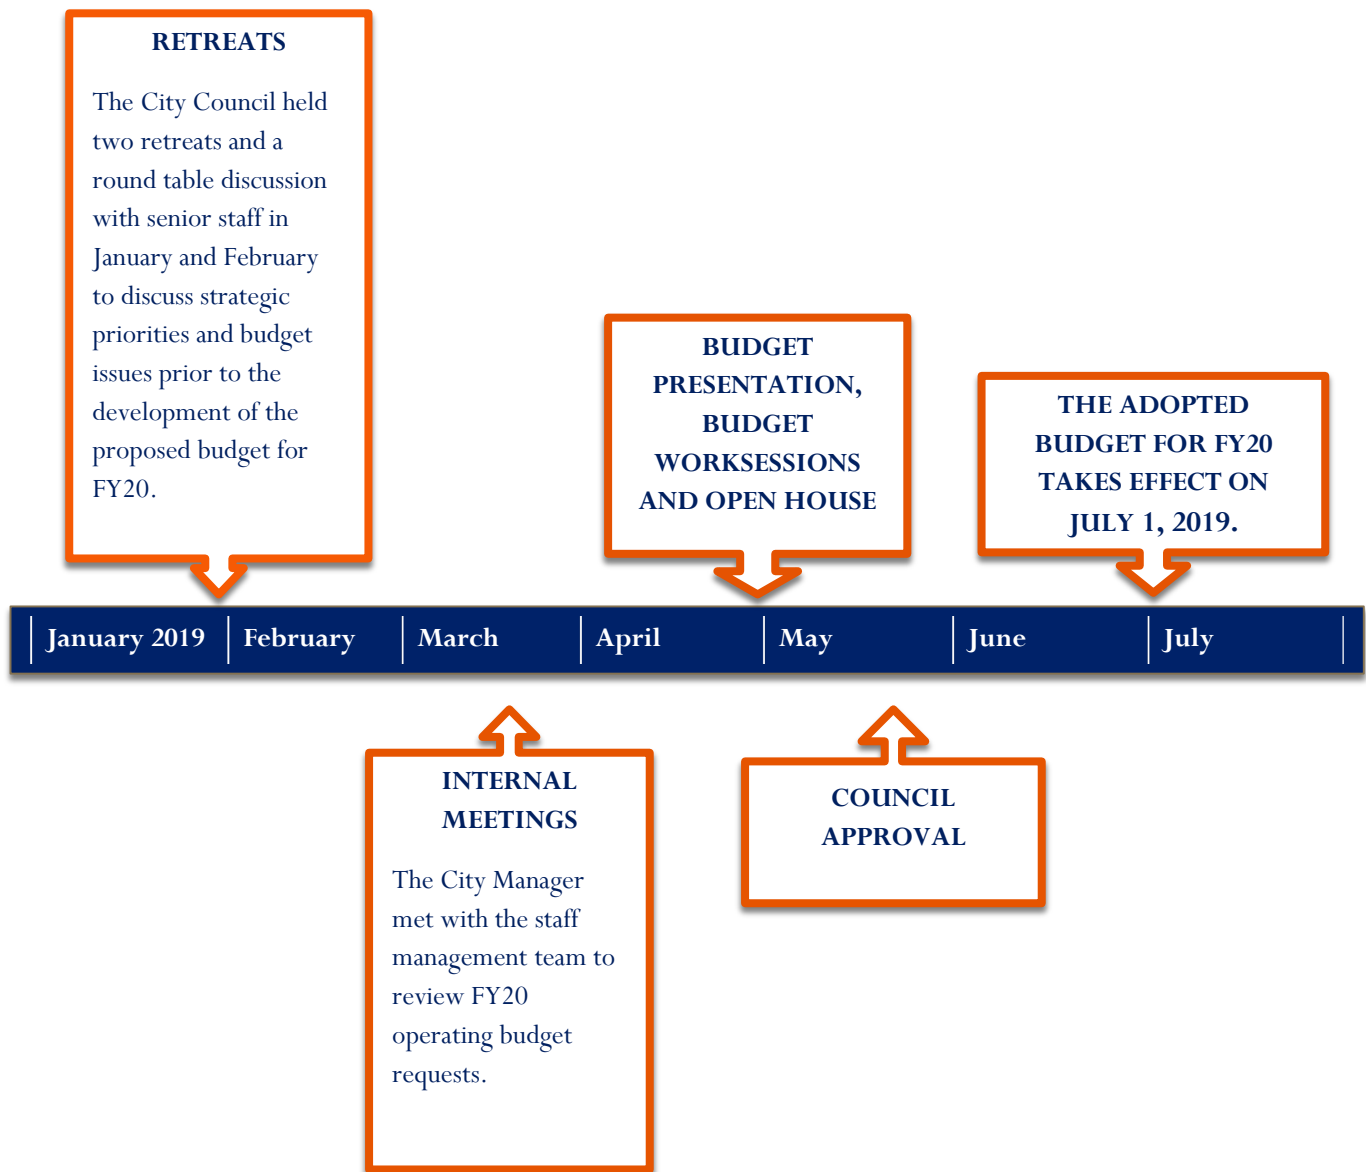 RETREATS
The City Council held
two retreats and a
round table discussion
with senior staff in
January and February
to discuss strategic
priorities and budget
issues prior to the
development of the
proposed budget for
FY20.
BUDGET
PRESENTATION,
BUDGET
WORKSESSIONS
AND OPEN HOUSE
THE ADOPTED
BUDGET FOR FY20
TAKES EFFECT ON
JULY 1, 2019.
January 2019 February March April May June July
INTERNAL
MEETINGS
The City Manager
met with the staff
management team to
review FY20
operating budget
requests.
COUNCIL
APPROVAL